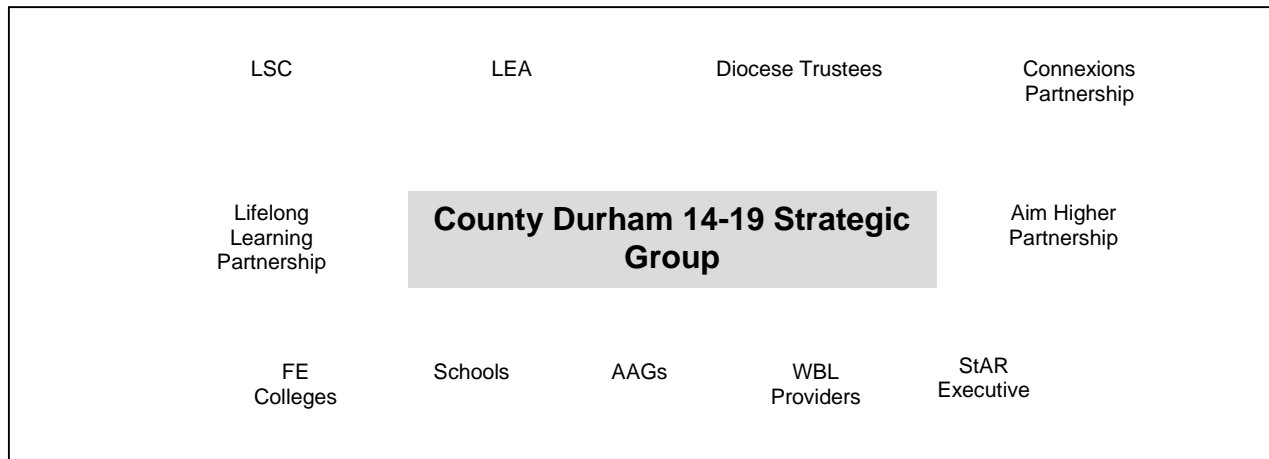 LSC
LEA
Diocese Trustees
Connexions
Partnership
Lifelong
Learning
Partnership
County Durham 14-19 Strategic
Group
Aim Higher
Partnership
FE
Colleges
Schools
AAGs
WBL
Providers
StAR
Executive